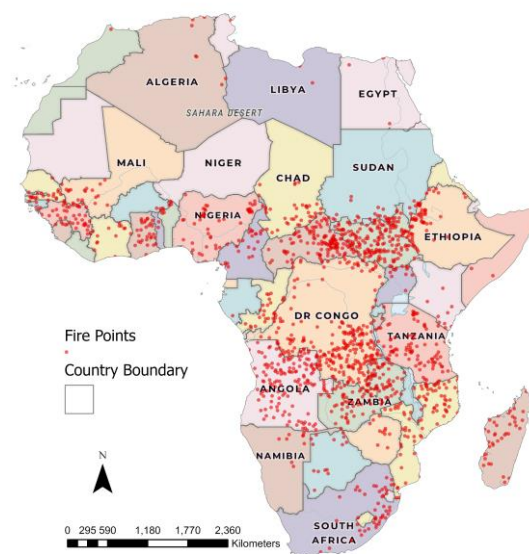 ALGERIA
LIBYA
EGYPT
SAHARA DESERT
MALI
NIGER
CHAD
SUDAN
NIGERIA
ETHIOPIA
DR CONGO
TANZANIA
ANGOLA
ZAMBIA
NAMIBIA
SOUTH
AFRICA
Fire Points
Country Boundary
N
0 295 590 1,180 1,770 2,360
Kilometers